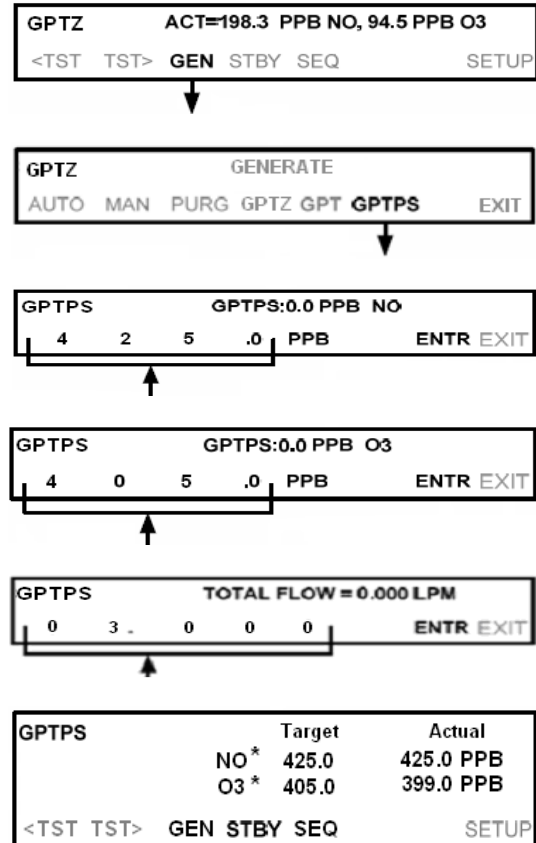 GPTZ ACT=198.3 PPB NO, 94.5 PPB O3
<TST TST> GEN STBY SEQ SETUP
GPTZ GENERATE
AUTO MAN PURG GPTZ GPT GPTPS EXIT
GPTPS GPTPS:0.0 PPB NO
4 2 5 .0 PPB ENTR EXIT
GPTPS GPTPS:0.0 PPB O3
4 0 5 .0 PPB ENTR EXIT
GPTPS TOTAL FLOW = 0.000 LPM
0 3. 0 0 0 ENTR EXIT
GPTPS Target Actual
NO* 425.0 425.0 PPB
O3* 405.0 399.0 PPB
<TST TST> GEN STBY SEQ SETUP